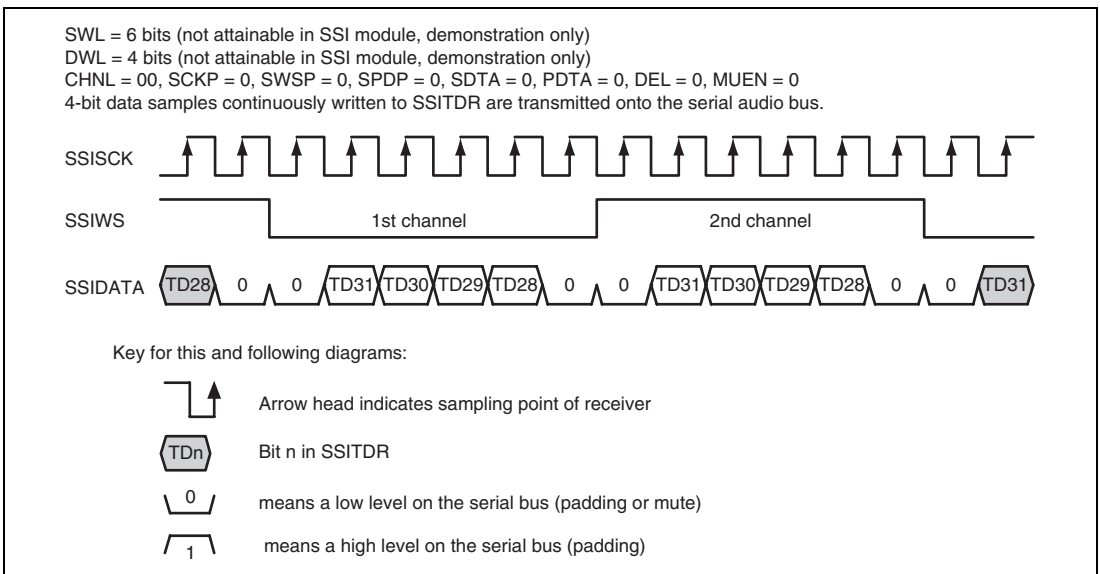 SWL = 6 bits (not attainable in SSI module, demonstration only)
DWL = 4 bits (not attainable in SSI module, demonstration only)
CHNL = 00, SCKP = 0, SWSP = 0, SPDP = 0, SDTA = 0, PDTA = 0, DEL = 0, MUEN = 0
4-bit data samples continuously written to SSITDR are transmitted onto the serial audio bus.
SSISCK
SSIWS 1st channel 2nd channel
SSIDATA TD28 0 0 TD31 TD30 TD29 TD28 0 0 TD31 TD30 TD29 TD28 0 0 TD31
Key for this and following diagrams:
Arrow head indicates sampling point of receiver
TDn Bit n in SSITDR
0 means a low level on the serial bus (padding or mute)
1 means a high level on the serial bus (padding)